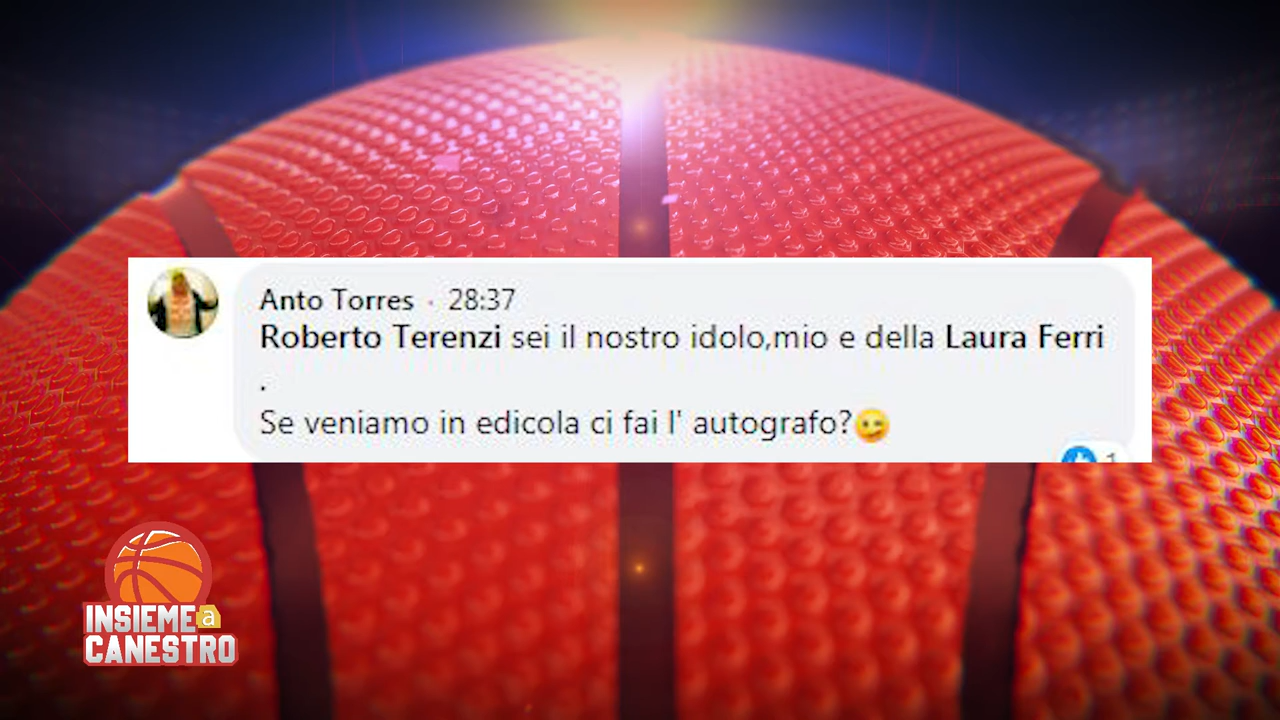 Anto Torres · 28:37
Roberto Terenzi sei il nostro idolo,mio e della Laura Ferri
.
Se veniamo in edicola ci fai l' autografo?🥴
1
INSIEME a
CANESTRO